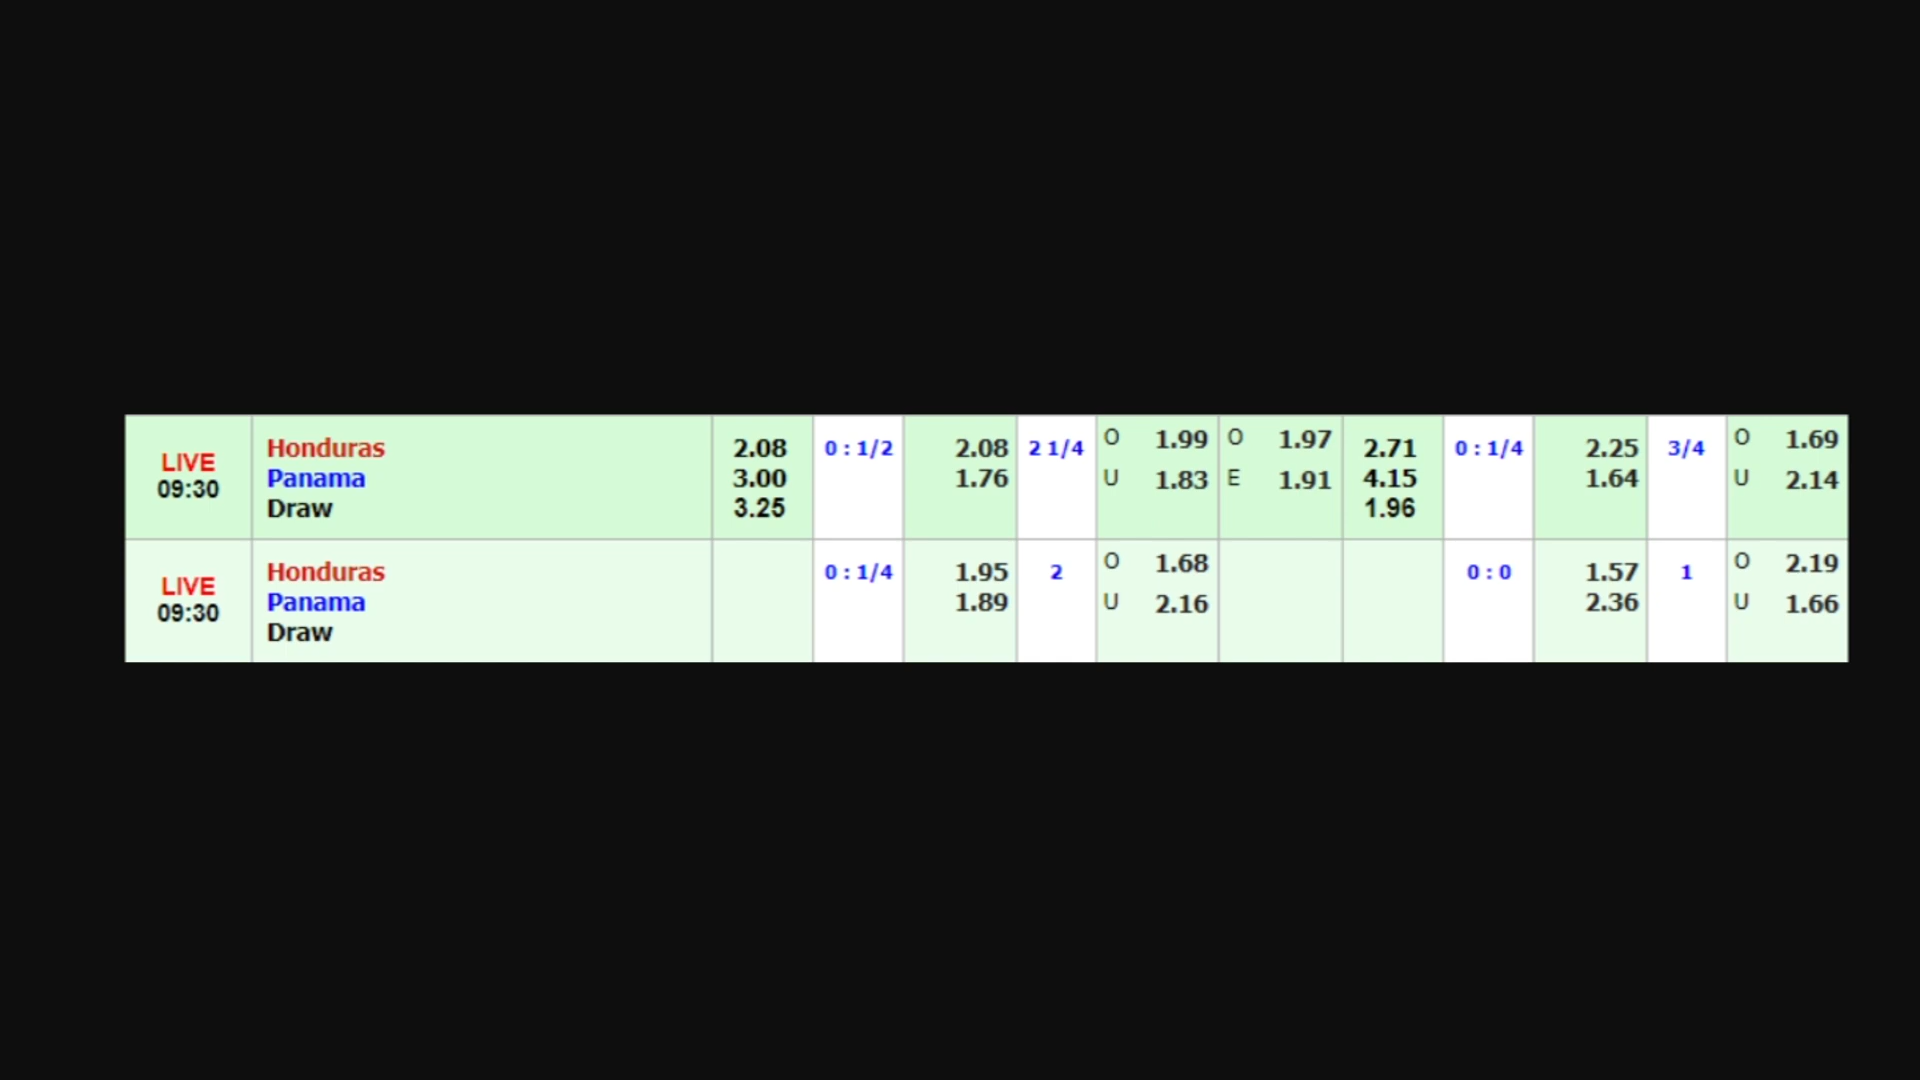 LIVE 09:30 Honduras 2.08 0 : 1/2 2.08 2 1/4 O 1.99 O 1.97 2.71 0 : 1/4 2.25 3/4 O 1.69
Panama 3.00 1.76 U 1.83 E 1.91 4.15 1.64 U 2.14
Draw 3.25 1.96
LIVE 09:30 Honduras 0 : 1/4 1.95 2 O 1.68 0 : 0 1.57 1 O 2.19
Panama 1.89 U 2.16 2.36 U 1.66
Draw